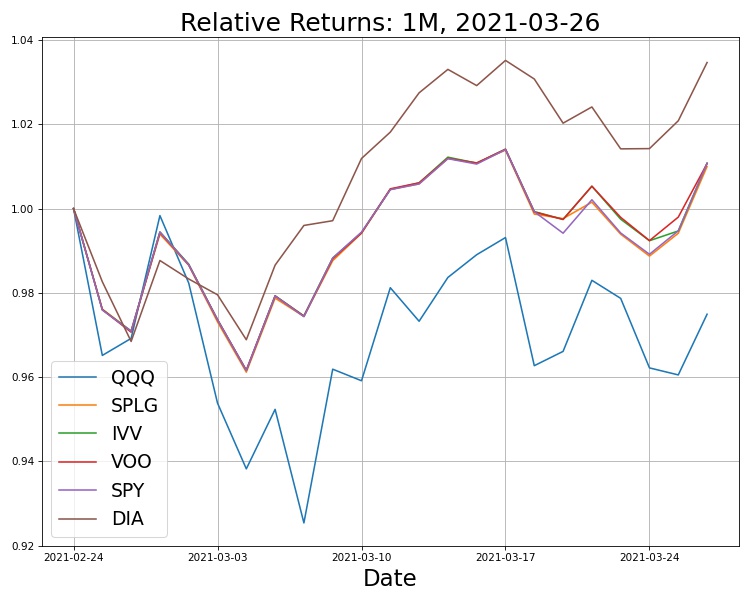 Relative Returns: 1M, 2021-03-26
1.04
1.02
1.00
0.98
0.96
0.94
0.92
QQQ
SPLG
IVV
VOO
SPY
DIA
2021-02-24 2021-03-03 2021-03-10 2021-03-17 2021-03-24
Date